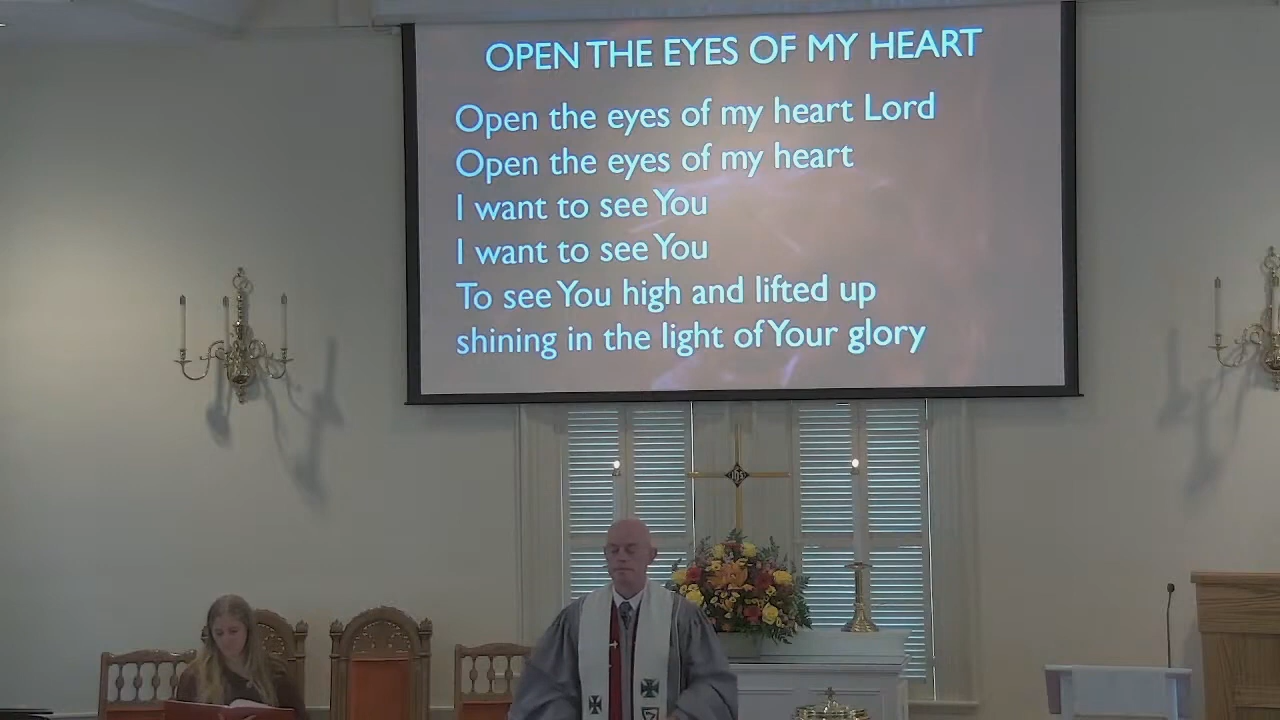 OPEN THE EYES OF MY HEART
Open the eyes of my heart Lord
Open the eyes of my heart
I want to see You
I want to see You
To see You high and lifted up
shining in the light of Your glory
IHS